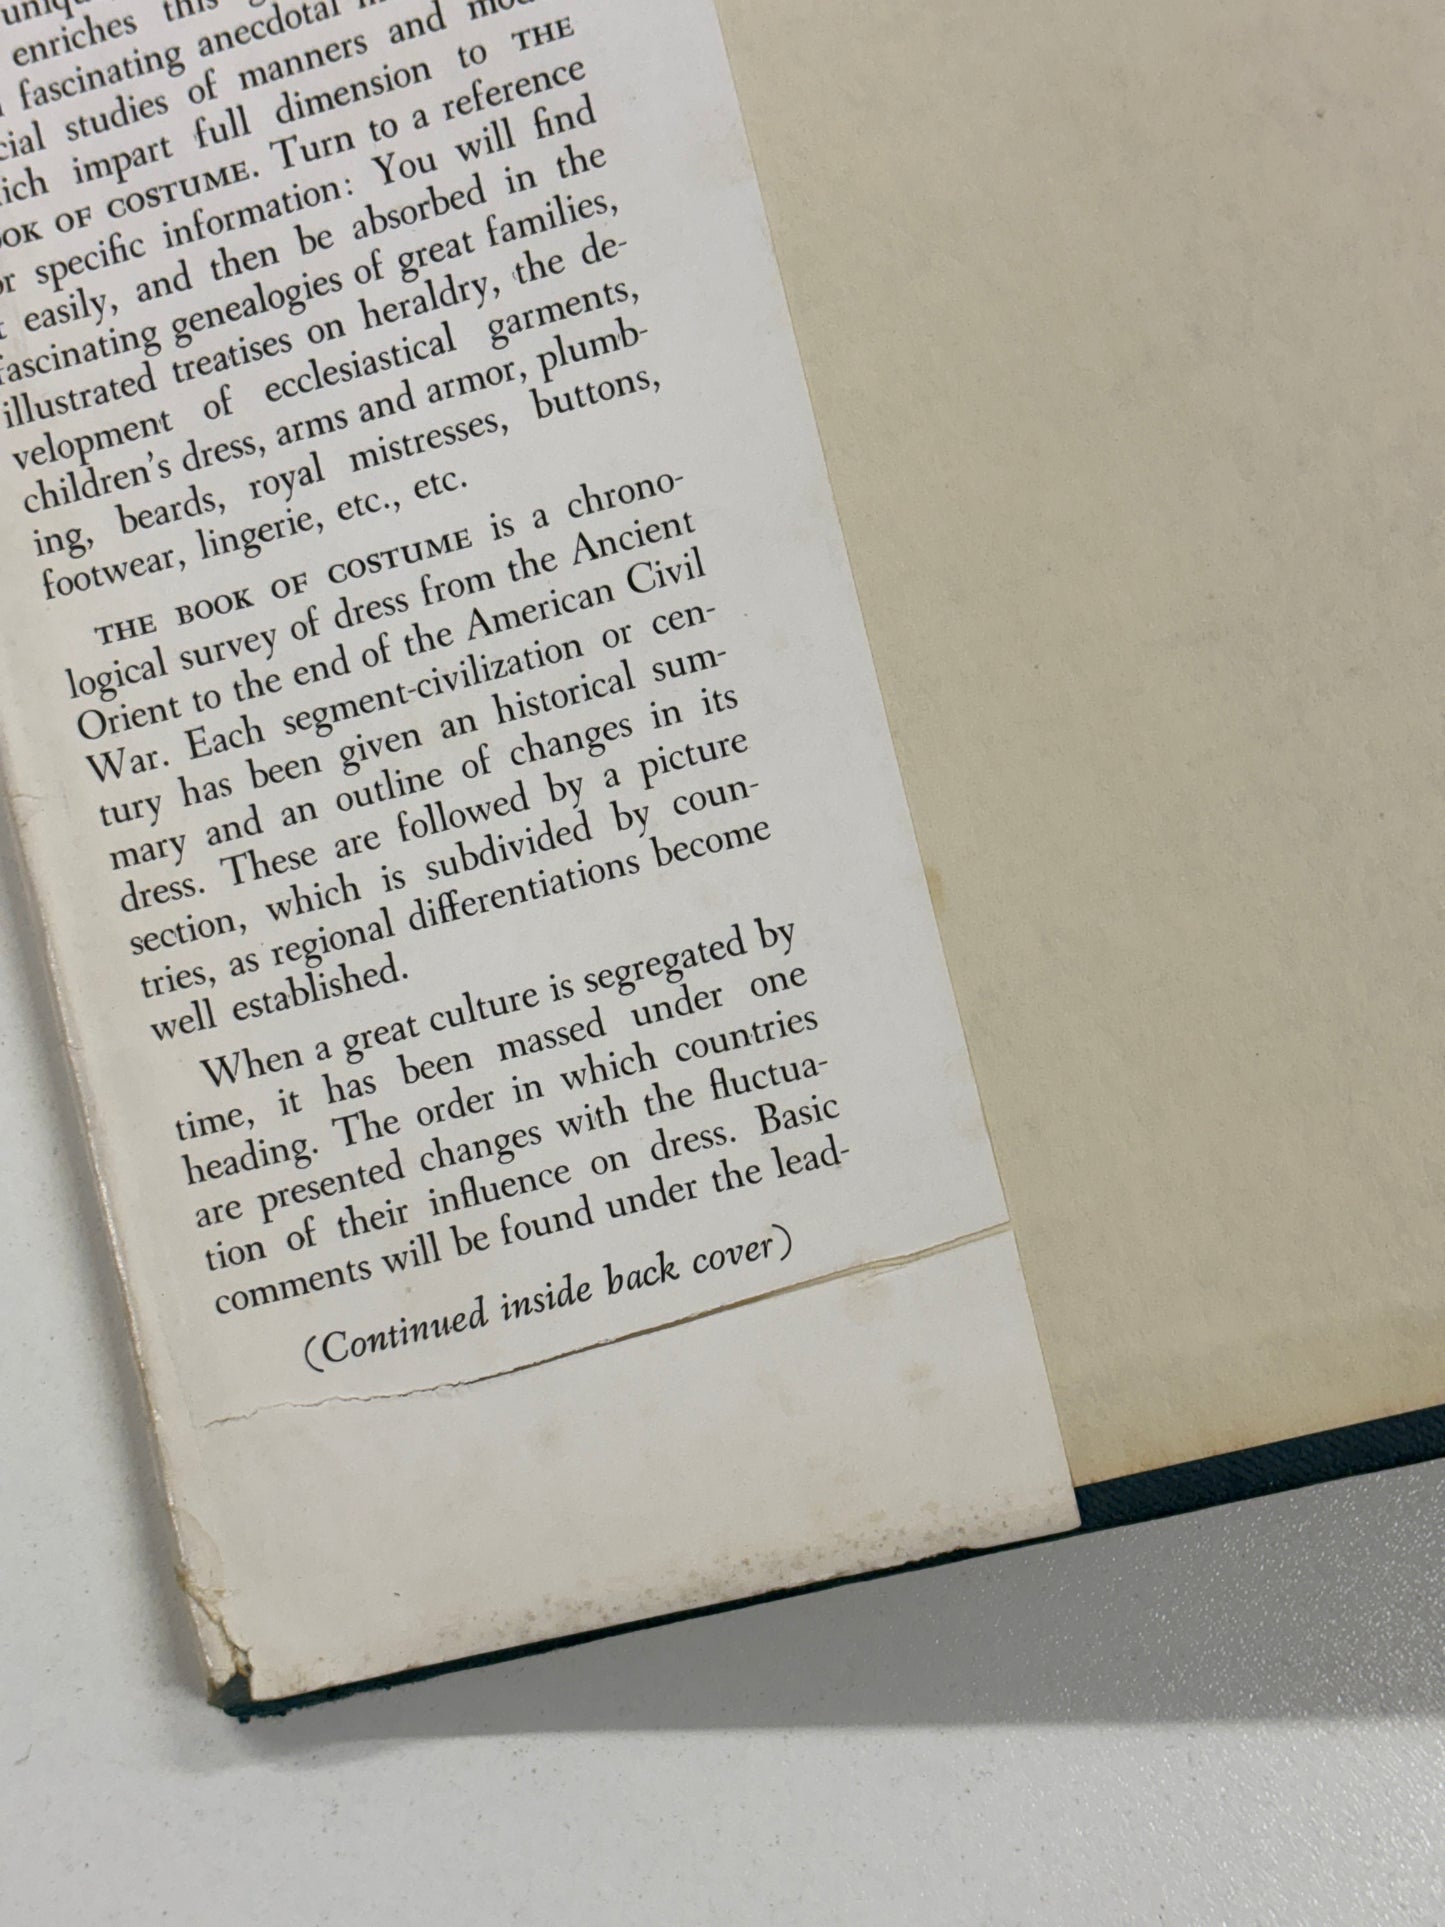 enriches this
fascinating anecdotal
studies of manners and
impart full dimension to THE
OF COSTUME. Turn to a reference
specific information: You will find
easily, and then be absorbed in the
fascinating genealogies of great families,
illustrated treatises on heraldry, the de-
velopment of ecclesiastical garments,
children's dress, arms and armor, plumb-
ing, beards, royal mistresses, buttons,
footwear, lingerie, etc., etc.
THE BOOK OF COSTUME is a chrono-
logical survey of dress from the Ancient
Orient to the end of the American Civil
War. Each segment-civilization or cen-
tury has been given an historical sum-
mary and an outline of changes in its
dress. These are followed by a picture
section, which is subdivided by coun-
tries, as regional differentiations become
well established.
When a great culture is segregated by
time, it has been massed under one
heading. The order in which countries
are presented changes with the fluctua-
tion of their influence on dress. Basic
comments will be found under the lead-
(Continued inside back cover)